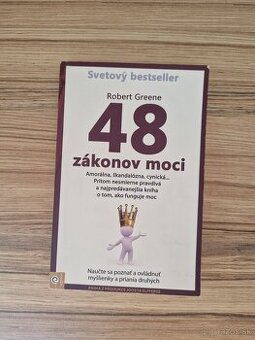 Svetový bestseller
Robert Greene
48
zákonov moci
Amorálna, škandalózna, cynická...
Pritom nesmierne pravdivá
a najpredávanejšia kniha
o tom, ako funguje moc
Naučte sa poznať a ovládnuť
myšlienky a priania druhých